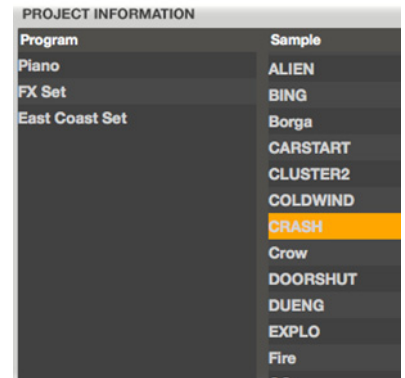 PROJECT INFORMATION
Program
Piano
FX Set
East Coast Set
Sample
ALIEN
BING
Borga
CARSTART
CLUSTER2
COLDWIND
CRASH
Crow
DOORSHUT
DUENG
EXPLO
Fire